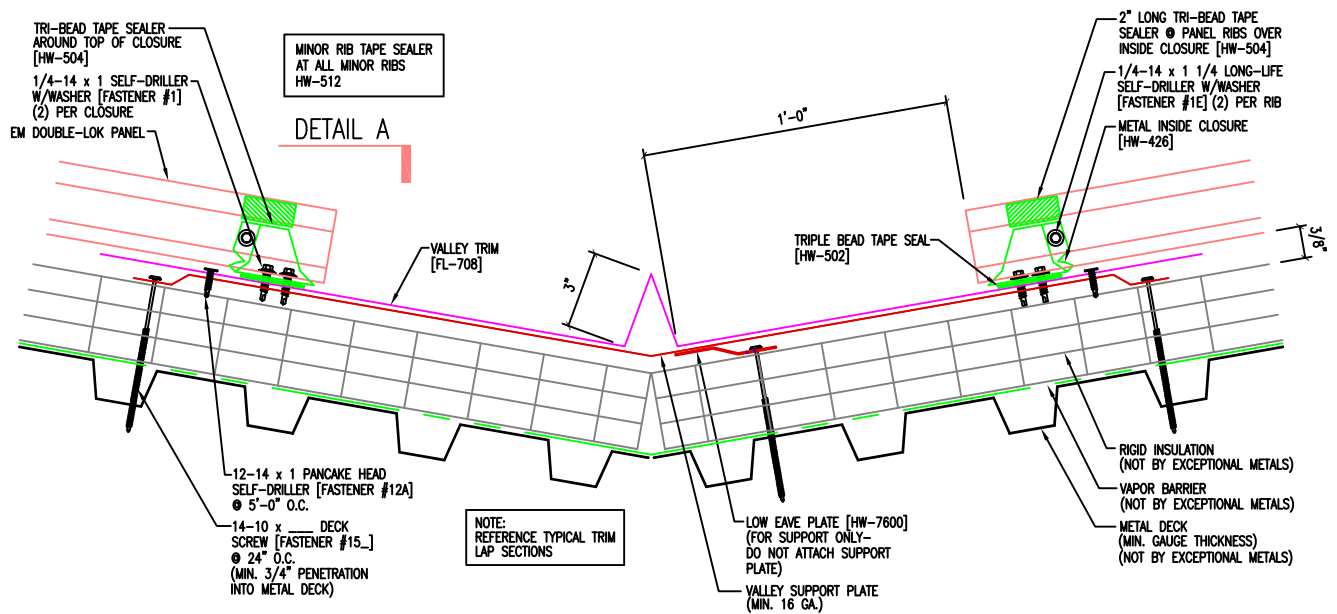 TRI-BEAD TAPE SEALER
AROUND TOP OF CLOSURE
[HW-504]
1/4-14 x 1 SELF-DRILLER
W/WASHER [FASTENER #1]
(2) PER CLOSURE
EM DOUBLE-LOK PANEL
MINOR RIB TAPE SEALER
AT ALL MINOR RIBS
HW-512
DETAIL A
1'-0"
2" LONG TRI-BEAD TAPE
SEALER @ PANEL RIBS OVER
INSIDE CLOSURE [HW-504]
1/4-14 x 1 1/4 LONG-LIFE
SELF-DRILLER W/WASHER
[FASTENER #1E] (2) PER RIB
METAL INSIDE CLOSURE
[HW-426]
VALLEY TRIM
[FL-708]
3"
TRIPLE BEAD TAPE SEAL
[HW-502]
3/8"
12-14 x 1 PANCAKE HEAD
SELF-DRILLER [FASTENER #12A]
@ 5'-0" O.C.
14-10 x ___ DECK
SCREW [FASTENER #15_]
@ 24" O.C.
(MIN. 3/4" PENETRATION
INTO METAL DECK)
NOTE:
REFERENCE TYPICAL TRIM
LAP SECTIONS
LOW EAVE PLATE [HW-7600]
(FOR SUPPORT ONLY-
DO NOT ATTACH SUPPORT
PLATE)
VALLEY SUPPORT PLATE
(MIN. 16 GA.)
RIGID INSULATION
(NOT BY EXCEPTIONAL METALS)
VAPOR BARRIER
(NOT BY EXCEPTIONAL METALS)
METAL DECK
(MIN. GAUGE THICKNESS)
(NOT BY EXCEPTIONAL METALS)